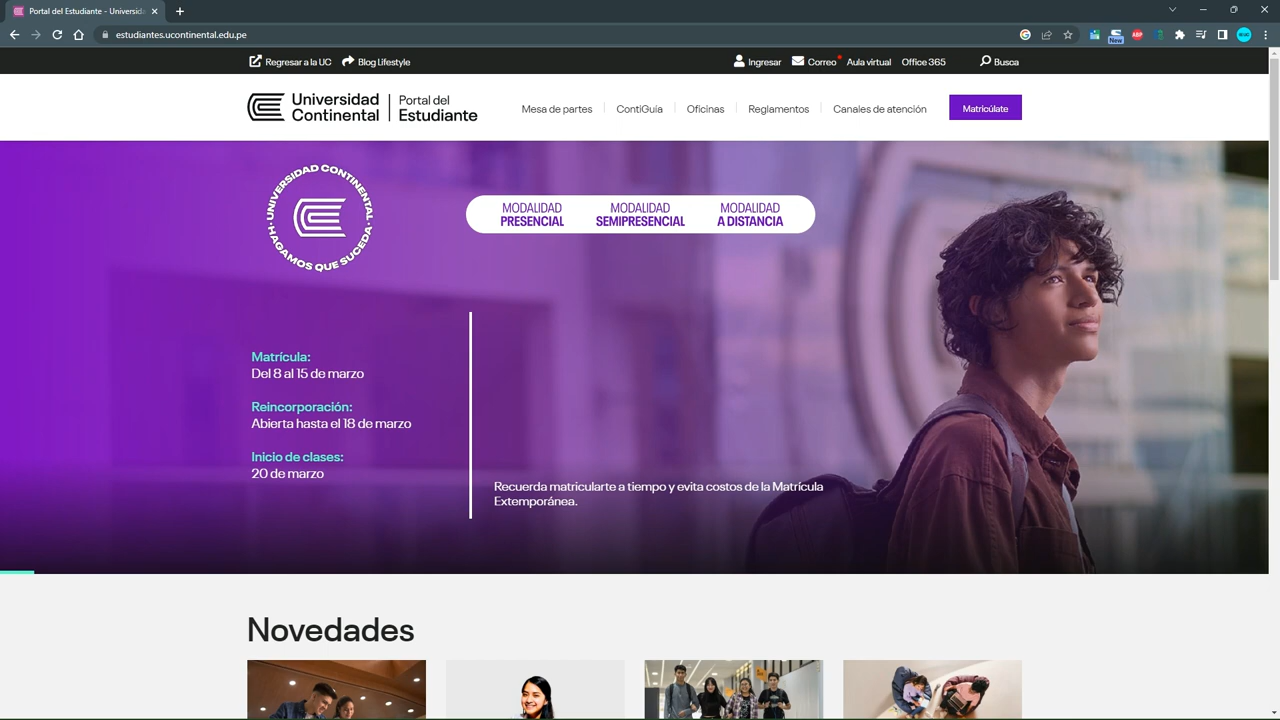 Portal del Estudiante - Universida
estudiantes.ucontinental.edu.pe
New
ABP
Regresar a la UC
Blog Lifestyle
Ingresar
Correo
Aula virtual
Office 365
Busca
Universidad
Continental
Portal del
Estudiante
Mesa de partes
ContiGuía
Oficinas
Reglamentos
Canales de atención
Matricúlate
UNIVERSIDAD CONTINENTAL
HAGAMOS QUE SUCEDA
MODALIDAD
PRESENCIAL
MODALIDAD
SEMIPRESENCIAL
MODALIDAD
A DISTANCIA
Matrícula:
Del 8 al 15 de marzo
Reincorporación:
Abierta hasta el 18 de marzo
Inicio de clases:
20 de marzo
Recuerda matricularte a tiempo y evita costos de la Matrícula
Extemporánea.
Novedades